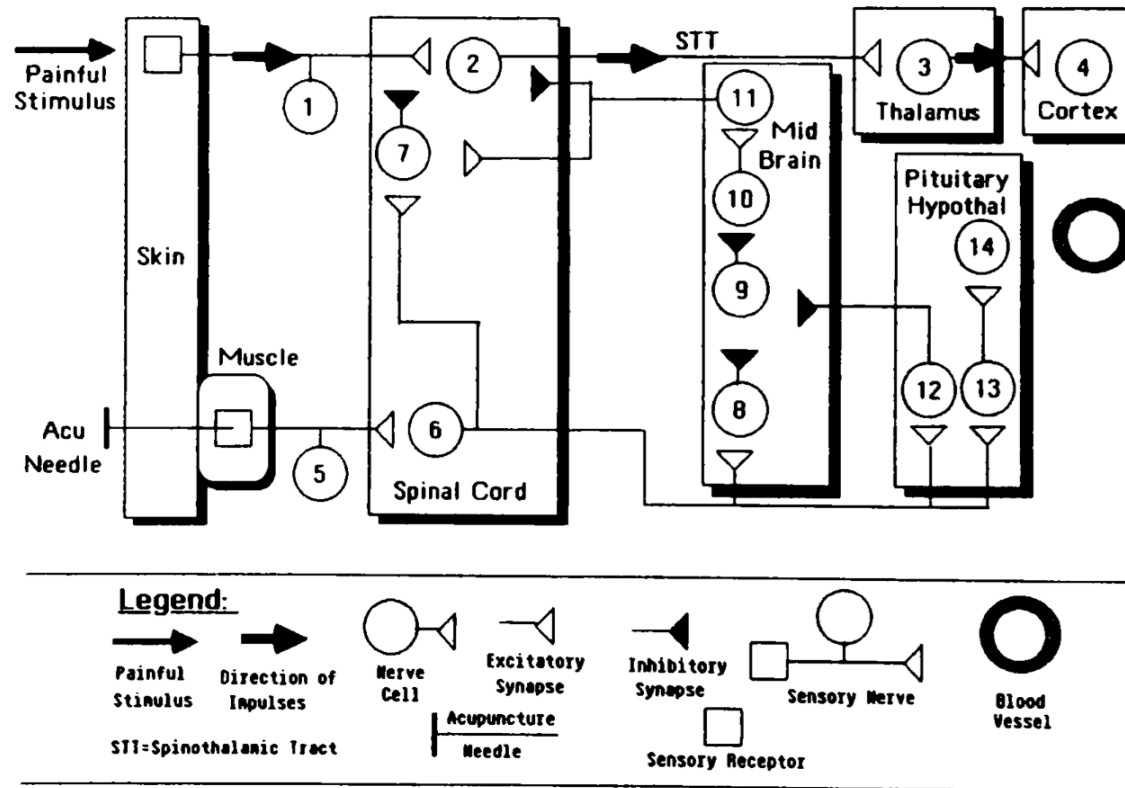 Painful
Stimulus
Skin
1
2
7
STT
3
Thalamus
4
Cortex
11
Mid
Brain
10
9
8
Pituitary
Hypothal
14
12
13
Muscle
Acu
Needle
5
6
Spinal Cord
Legend:
Painful
Stimulus
Direction of
Impulses
Nerve
Cell
Excitatory
Synapse
Inhibitory
Synapse
Sensory Nerve
Blood
Vessel
STT=Spinothalamic Tract
Acupuncture
Needle
Sensory Receptor